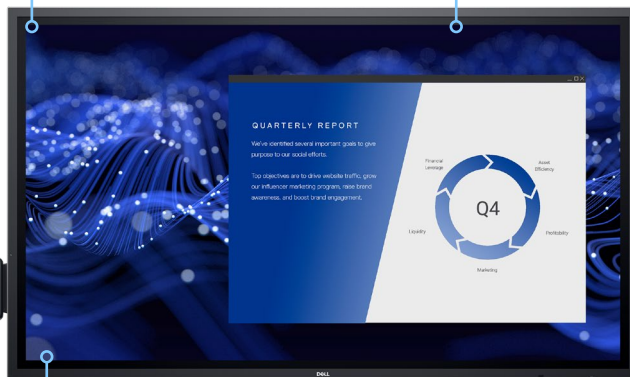 QUARTERLY REPORT
We've identified several important goals to give
purpose to our social efforts.
Top objectives are to drive website traffic, grow
our influencer marketing program, raise brand
awareness, and boost brand engagement.
Financial
Leverage
Asset
Efficiency
Q4
Liquidity
Profitability
Marketing
DELL